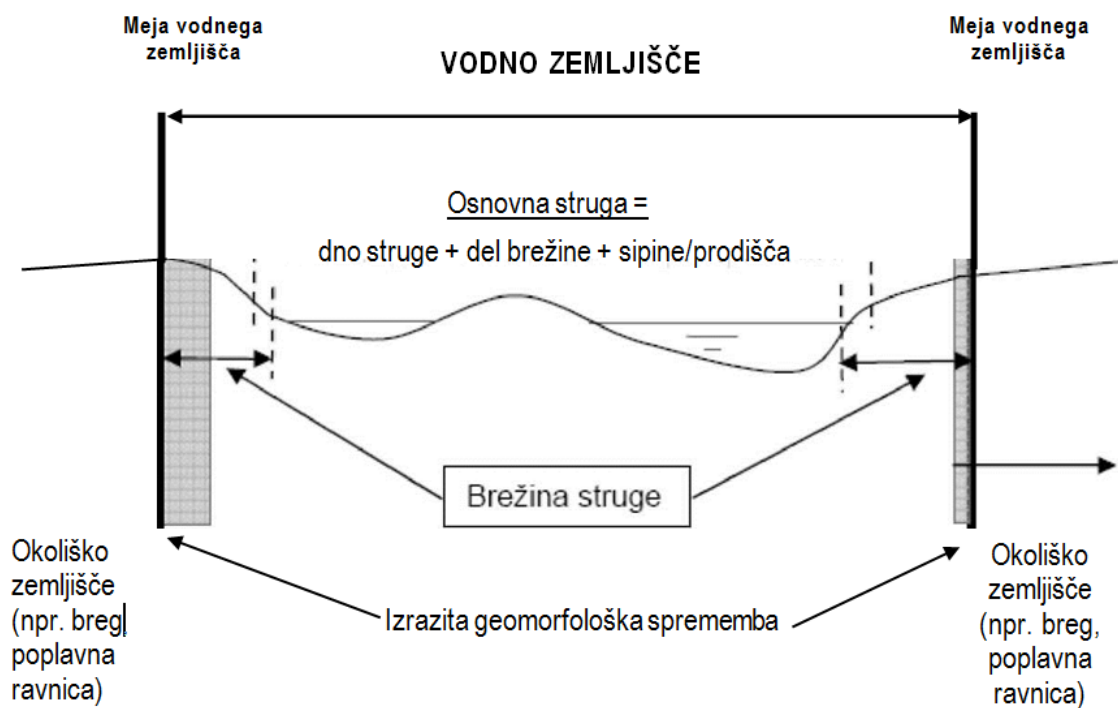 Meja vodnega
zemljišča
VODNO ZEMLJIŠČE
Meja vodnega
zemljišča
Osnovna struga =
dno struge + del brežine + sipine/prodišča
Brežina struge
Okoliško
zemljišče
(npr. breg,
poplavna
ravnica)
Izrazita geomorfološka sprememba
Okoliško
zemljišče
(npr. breg,
poplavna
ravnica)